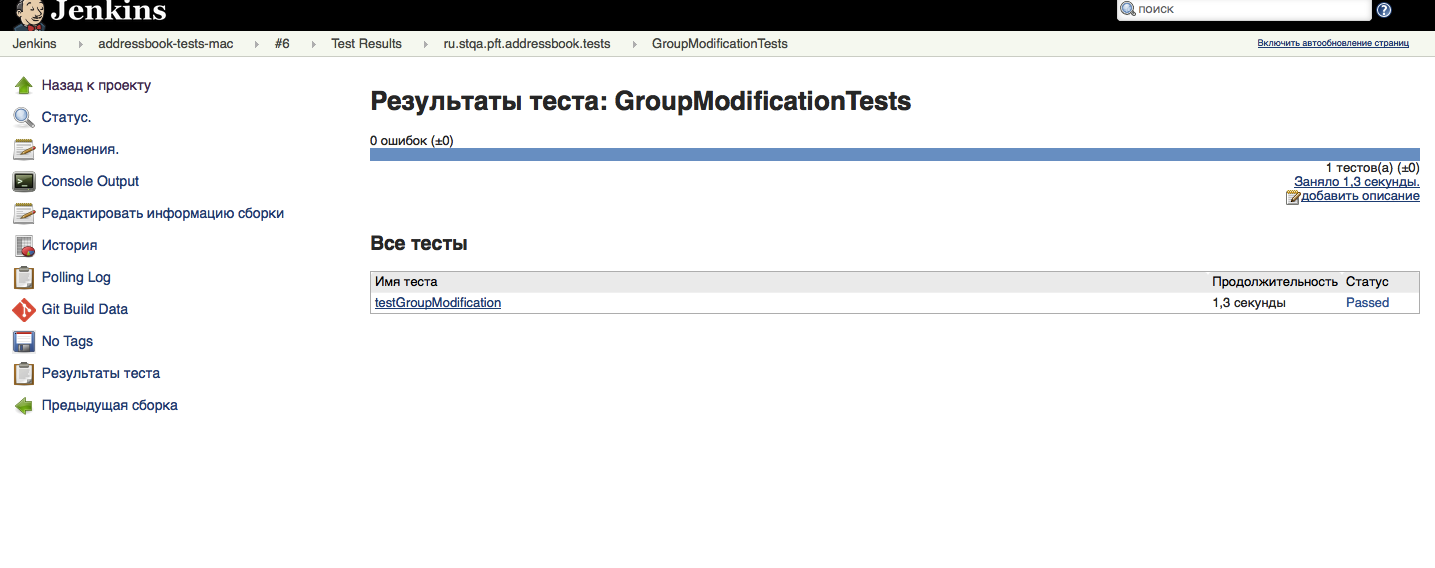 Jenkins
поиск
Jenkins addressbook-tests-mac #6 Test Results ru.stqa.pft.addressbook.tests GroupModificationTests Включить автообновление страниц
Назад к проекту
Статус.
Изменения.
Console Output
Редактировать информацию сборки
История
Polling Log
Git Build Data
No Tags
Результаты теста
Предыдущая сборка
Результаты теста: GroupModificationTests
0 ошибок (±0)
1 тестов(а) (±0)
Заняло 1,3 секунды.
добавить описание
Все тесты
Имя теста Продолжительность Статус
testGroupModification 1,3 секунды Passed